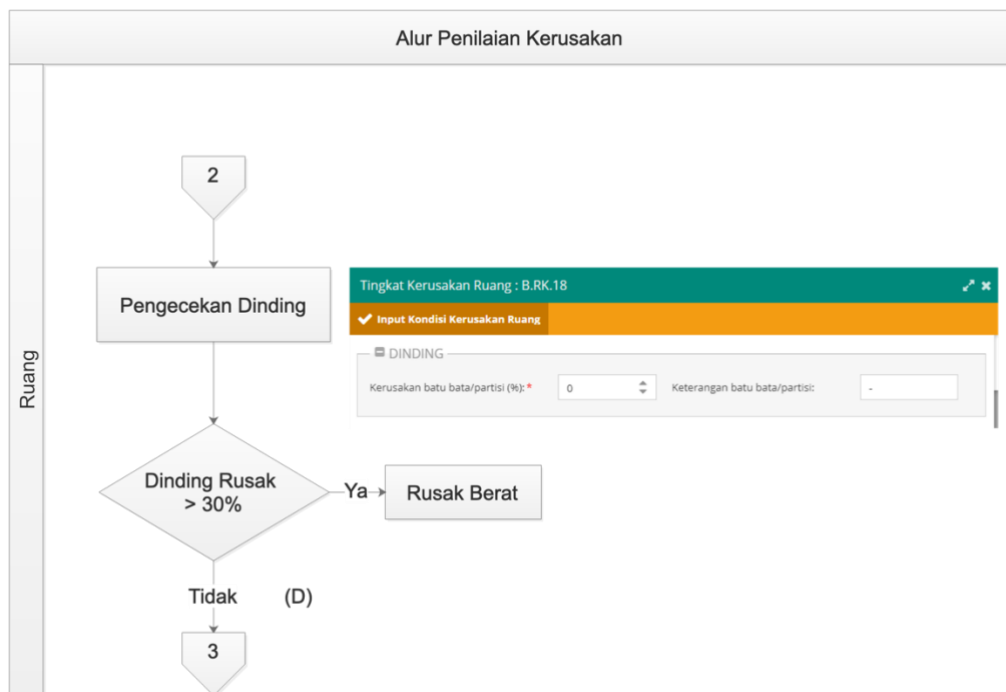 Alur Penilaian Kerusakan
Ruang
2
Pengecekan Dinding
Tingkat Kerusakan Ruang : B.RK.18
Input Kondisi Kerusakan Ruang
DINDING
Kerusakan batu bata/partisi (%):*
0
Keterangan batu bata/partisi:
-
Dinding Rusak
> 30%
Ya
Rusak Berat
Tidak
(D)
3